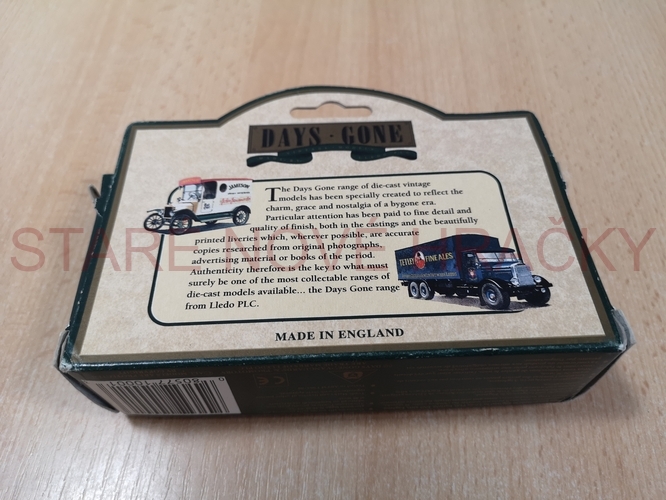 DAYS · GONE
The Days Gone range of die-cast vintage
models has been specially created to reflect the
charm, grace and nostalgia of a bygone era.
Particular attention has been paid to fine detail and
quality of finish, both in the castings and the beautifully
printed liveries which, wherever possible, are accurate
copies researched from original photographs,
advertising material or books of the period.
Authenticity therefore is the key to what must
surely be one of the most collectable ranges of
die-cast models available... the Days Gone range
from Lledo PLC.
JAMESON
TETLEY FINE ALES
STARE NOVE HRAČKY
MADE IN ENGLAND